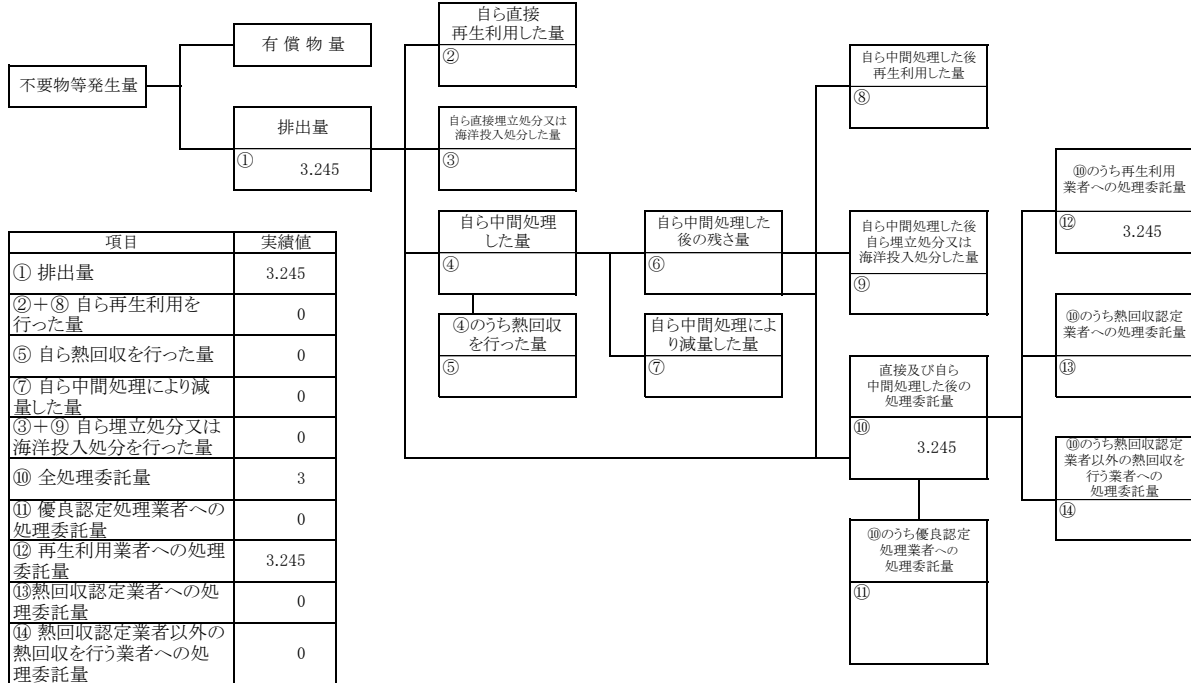 不要物等発生量
有償物量
排出量
①
3.245
自ら直接
再生利用した量
②
自ら直接埋立処分又は
海洋投入処分した量
③
自ら中間処理
した量
④
④のうち熱回収
を行った量
⑤
自ら中間処理した
後の残さ量
⑥
自ら中間処理によ
り減量した量
⑦
自ら中間処理した後
再生利用した量
⑧
自ら中間処理した後
自ら埋立処分又は
海洋投入処分した量
⑨
直接及び自ら
中間処理した後の
処理委託量
⑩
3.245
⑩のうち優良認定
処理業者への
処理委託量
⑪
⑩のうち再生利用
業者への処理委託量
⑫
3.245
⑩のうち熱回収認定
業者への処理委託量
⑬
⑩のうち熱回収認定
業者以外の熱回収を
行う業者への
処理委託量
⑭
項目 実績値
① 排出量 3.245
②+⑧ 自ら再生利用を
行った量 0
⑤ 自ら熱回収を行った量 0
⑦ 自ら中間処理により減
量した量 0
③+⑨ 自ら埋立処分又は
海洋投入処分を行った量 0
⑩ 全処理委託量 3
⑪ 優良認定処理業者への
処理委託量 0
⑫ 再生利用業者への処理
委託量 3.245
⑬熱回収認定業者への処
理委託量 0
⑭ 熱回収認定業者以外の
熱回収を行う業者への処
理委託量 0